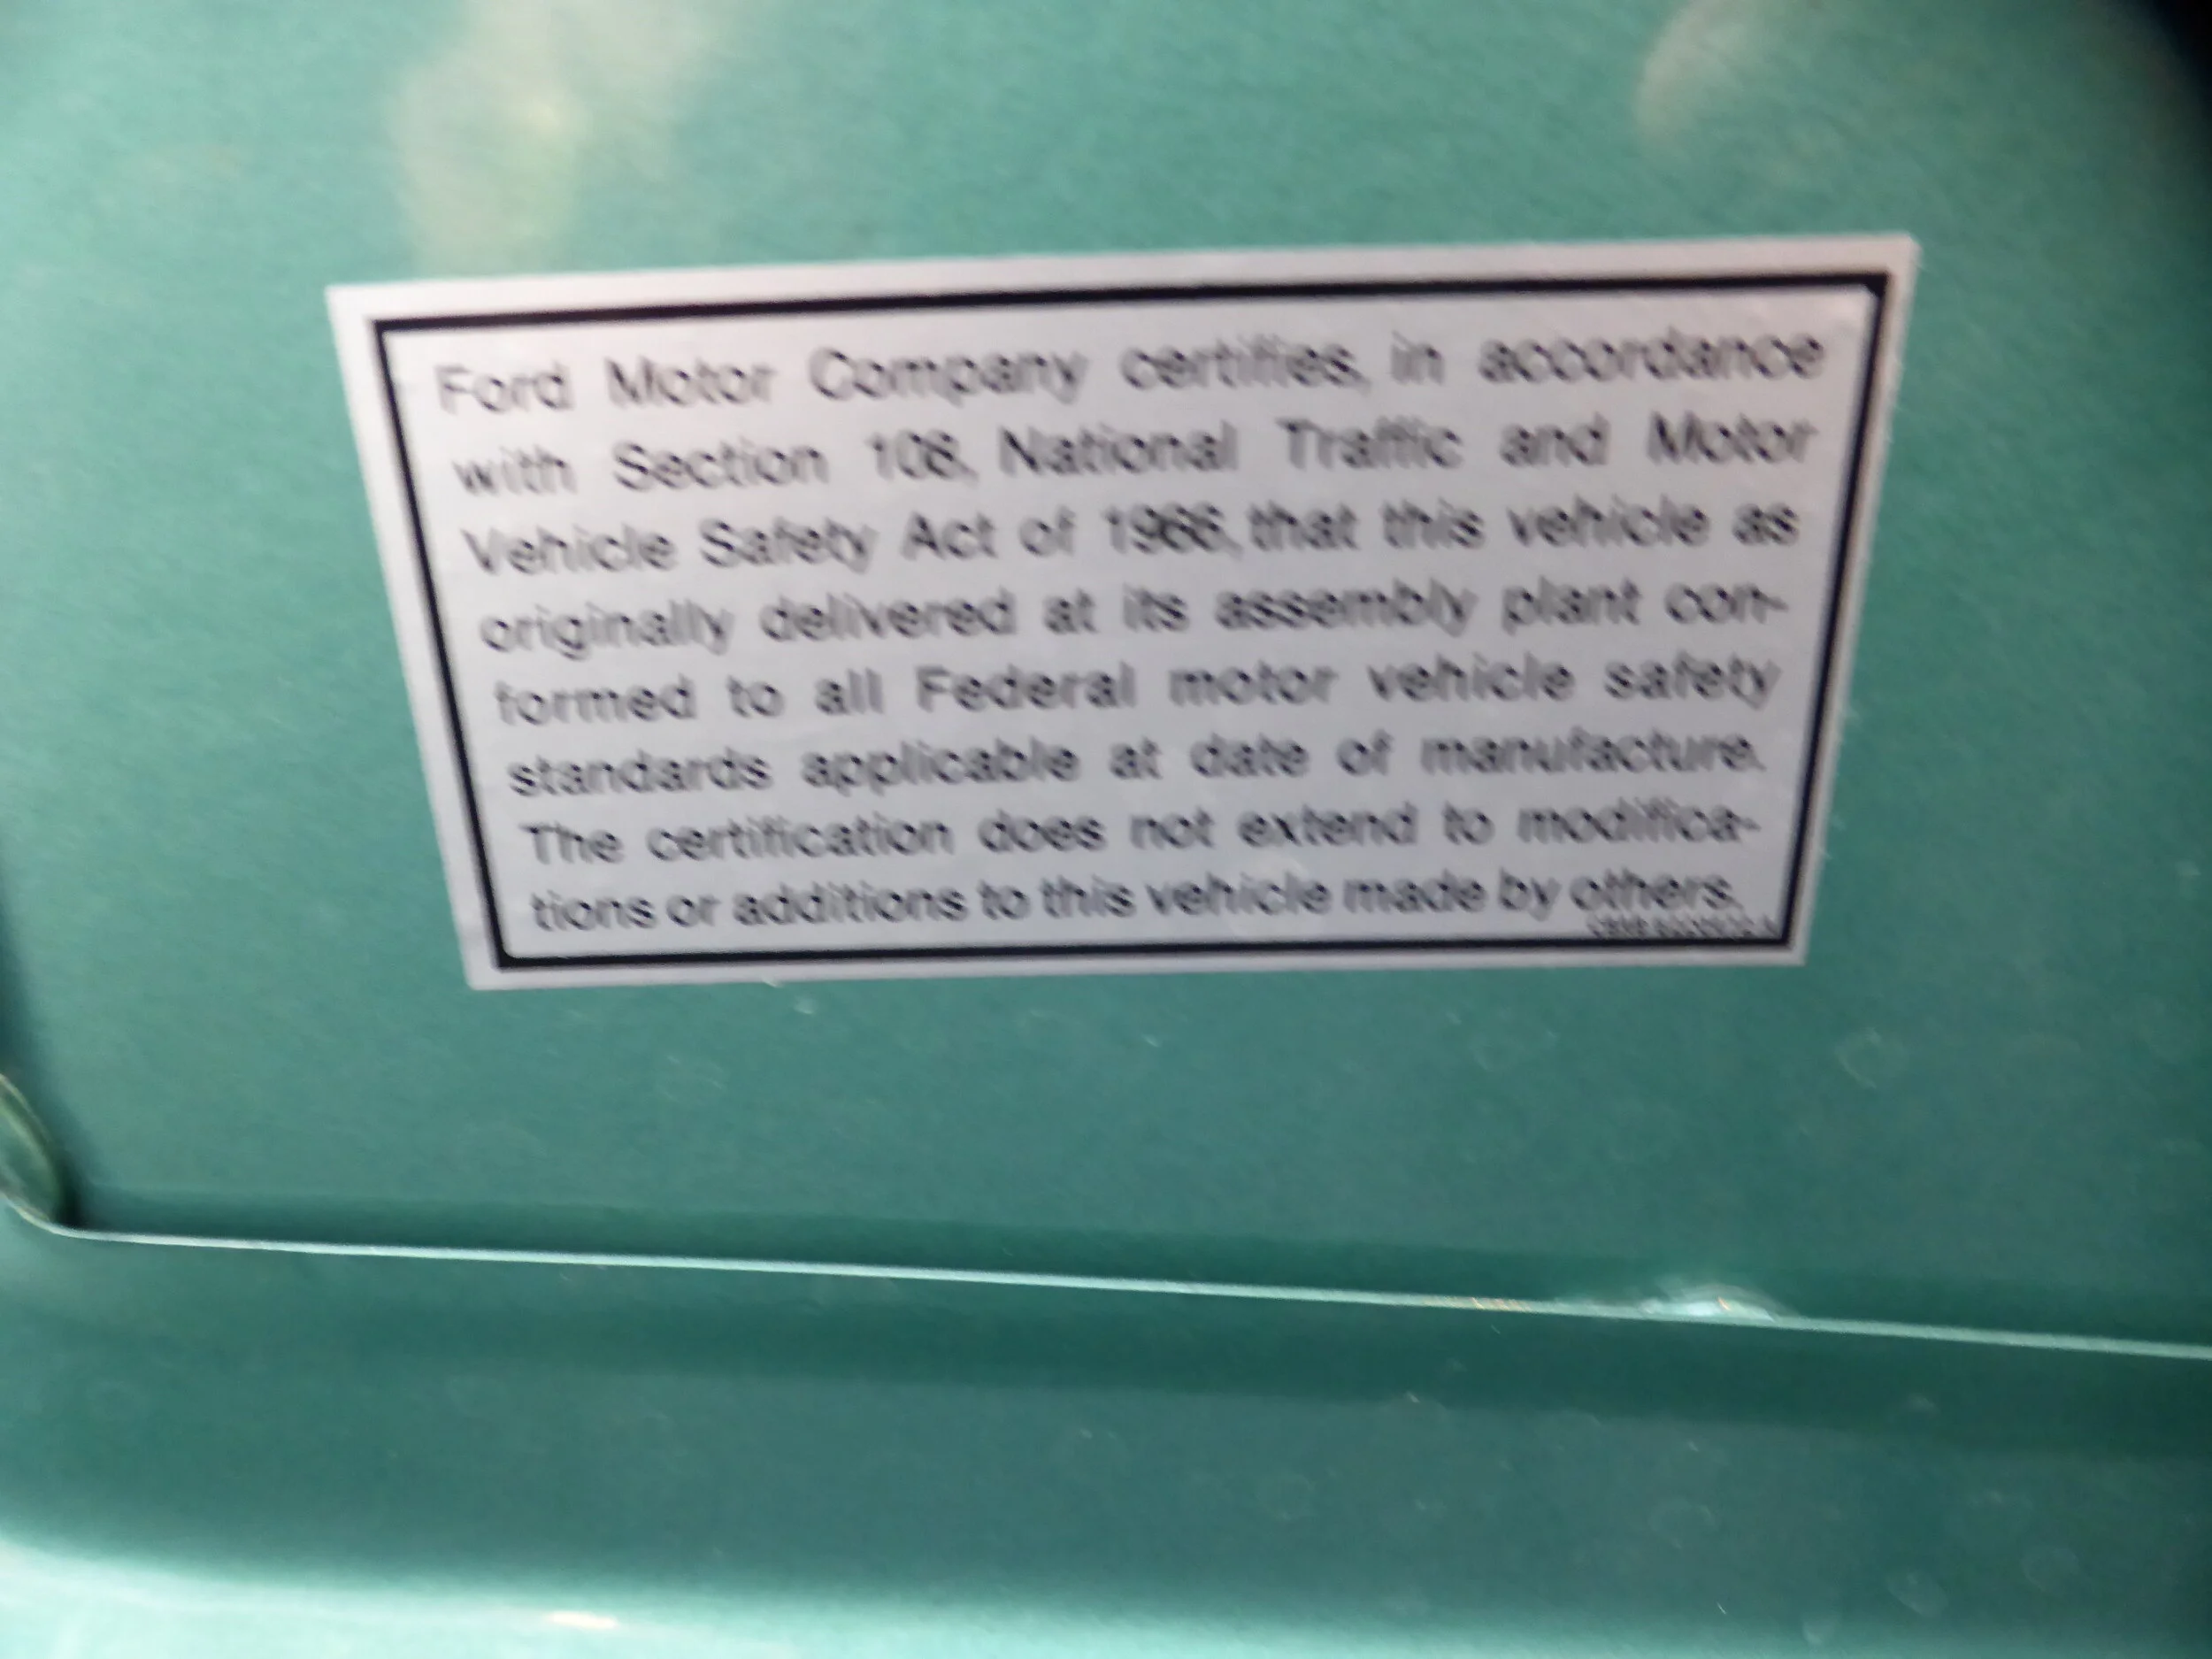 Ford Motor Company certifies, in accordance
with Section 108, National Traffic and Motor
Vehicle Safety Act of 1966, that this vehicle as
originally delivered at its assembly plant con-
formed to all Federal motor vehicle safety
standards applicable at date of manufacture.
The certification does not extend to modifica-
tions or additions to this vehicle made by others.